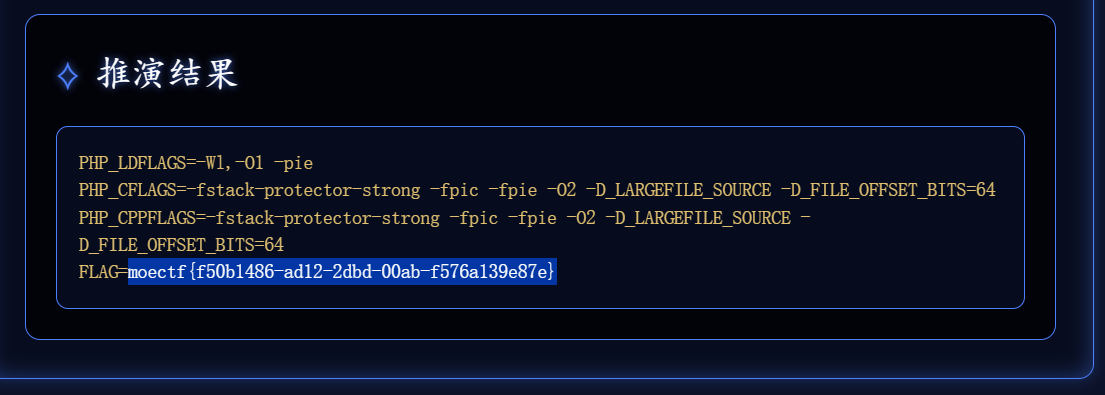 推演结果
PHP_LDFLAGS=-Wl,-O1 -pie
PHP_CFLAGS=-fstack-protector-strong -fpic -fpie -O2 -D_LARGEFILE_SOURCE -D_FILE_OFFSET_BITS=64
PHP_CPPFLAGS=-fstack-protector-strong -fpic -fpie -O2 -D_LARGEFILE_SOURCE -
D_FILE_OFFSET_BITS=64
FLAG=moectf{f50b1486-ad12-2dbd-00ab-f576a139e87e}